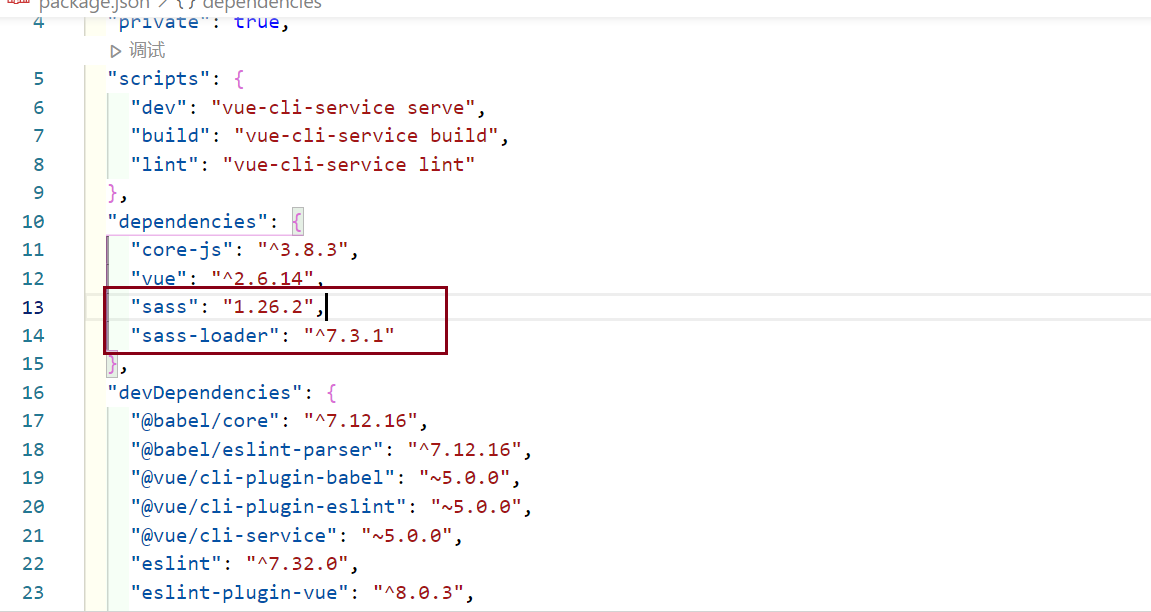 package.json > {} dependencies
4 "private": true,
调试
5 "scripts": {
6 "dev": "vue-cli-service serve",
7 "build": "vue-cli-service build",
8 "lint": "vue-cli-service lint"
9 },
10 "dependencies": {
11 "core-js": "^3.8.3",
12 "vue": "^2.6.14",
13 "sass": "1.26.2",
14 "sass-loader": "^7.3.1"
15 },
16 "devDependencies": {
17 "@babel/core": "^7.12.16",
18 "@babel/eslint-parser": "^7.12.16",
19 "@vue/cli-plugin-babel": "~5.0.0",
20 "@vue/cli-plugin-eslint": "~5.0.0",
21 "@vue/cli-service": "~5.0.0",
22 "eslint": "^7.32.0",
23 "eslint-plugin-vue": "^8.0.3",